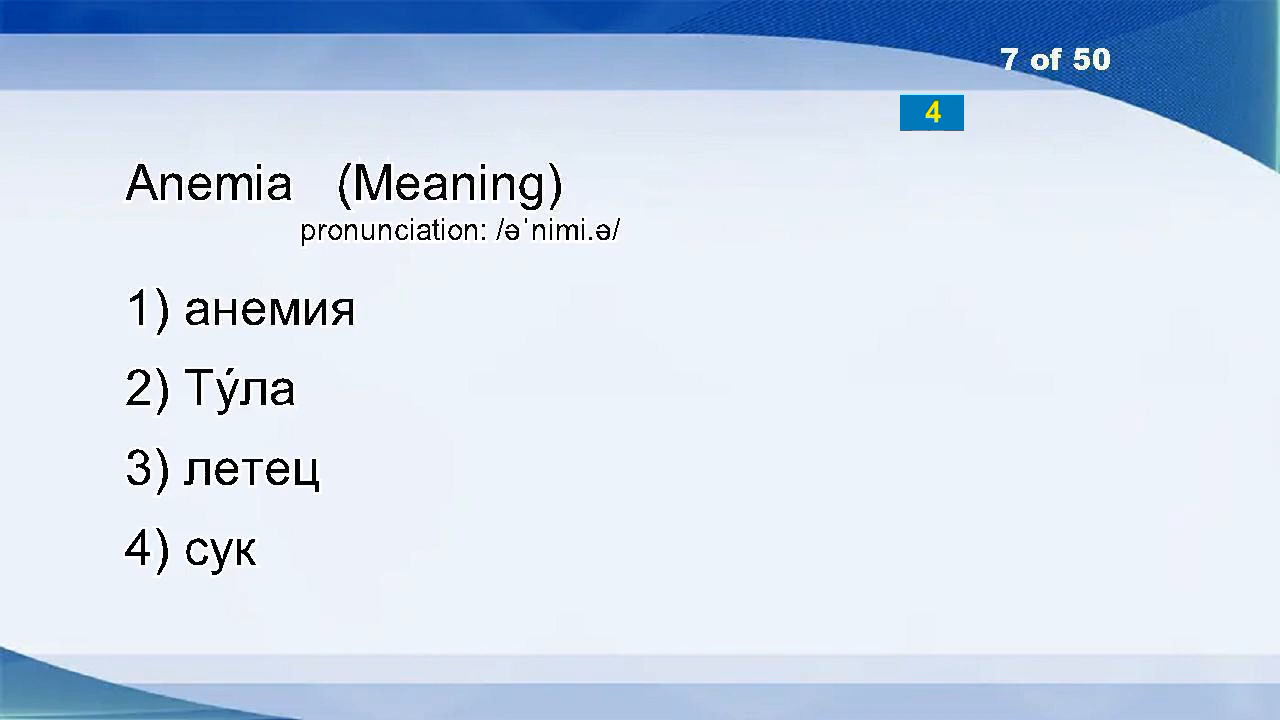 7 of 50
4
Anemia (Meaning)
pronunciation: /əˈnimi.ə/
1) анемия
2) Ту́ла
3) летец
4) сук